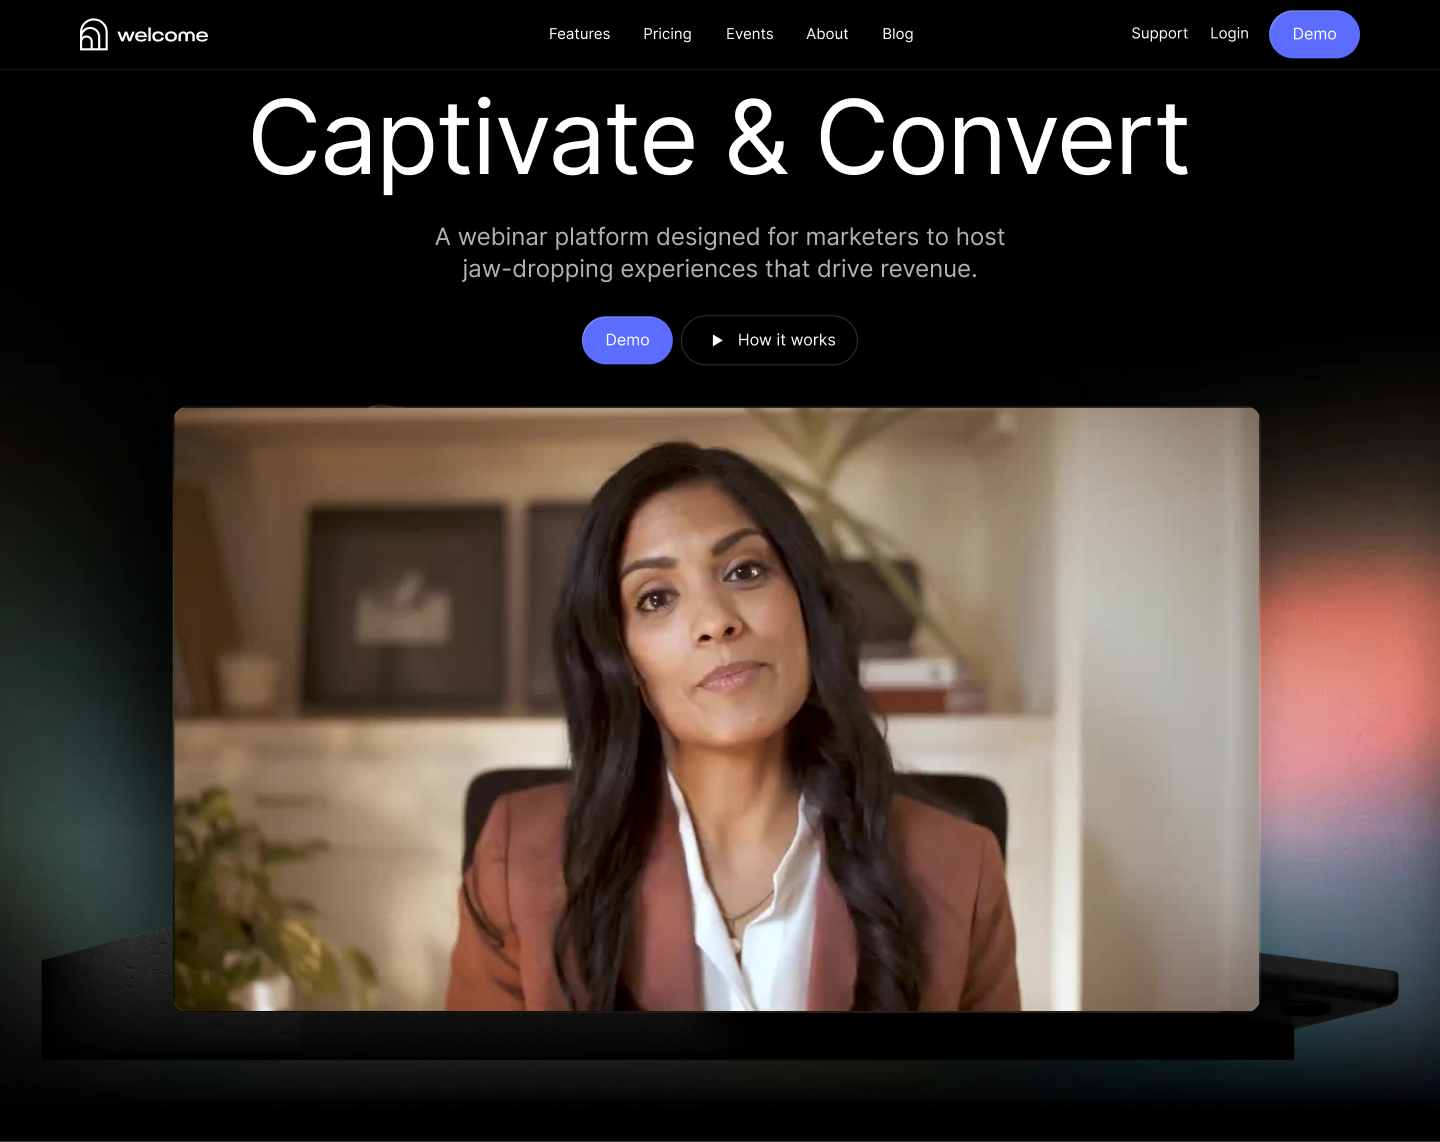 welcome
Features
Pricing
Events
About
Blog
Support
Login
Demo
Captivate & Convert
A webinar platform designed for marketers to host
jaw-dropping experiences that drive revenue.
Demo
How it works